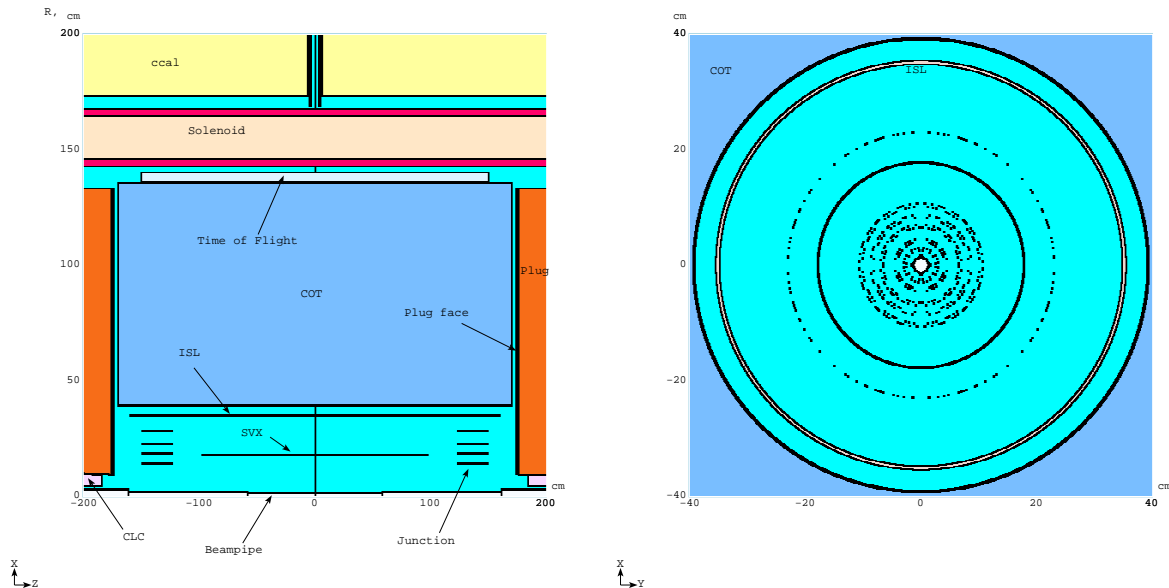 R, cm
200
ccal
Solenoid
150
Time of Flight
100
Plug
COT
Plug face
ISL
50
SVX
0
cm
-200
-100
0
100
200
CLC
Beampipe
Junction
X
Z
cm
40
COT
ISL
20
0
-20
-40
cm
-40
-20
0
20
40
X
Y